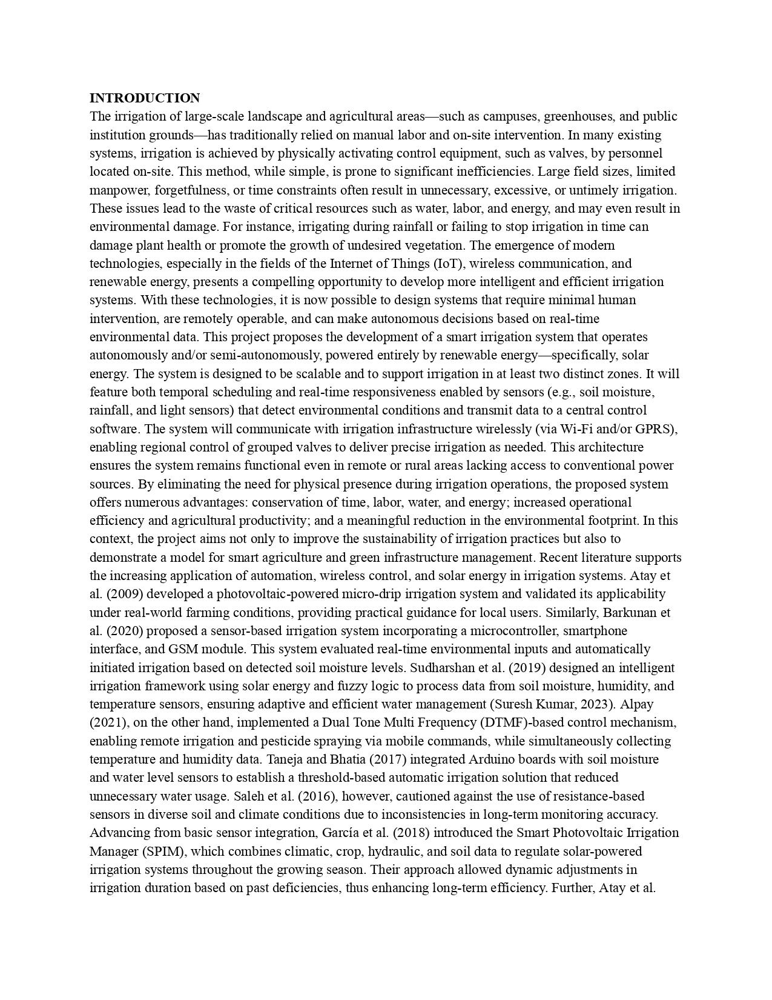 INTRODUCTION
The irrigation of large-scale landscape and agricultural areas—such as campuses, greenhouses, and public
institution grounds—has traditionally relied on manual labor and on-site intervention. In many existing
systems, irrigation is achieved by physically activating control equipment, such as valves, by personnel
located on-site. This method, while simple, is prone to significant inefficiencies. Large field sizes, limited
manpower, forgetfulness, or time constraints often result in unnecessary, excessive, or untimely irrigation.
These issues lead to the waste of critical resources such as water, labor, and energy, and may even result in
environmental damage. For instance, irrigating during rainfall or failing to stop irrigation in time can
damage plant health or promote the growth of undesired vegetation. The emergence of modern
technologies, especially in the fields of the Internet of Things (IoT), wireless communication, and
renewable energy, presents a compelling opportunity to develop more intelligent and efficient irrigation
systems. With these technologies, it is now possible to design systems that require minimal human
intervention, are remotely operable, and can make autonomous decisions based on real-time
environmental data. This project proposes the development of a smart irrigation system that operates
autonomously and/or semi-autonomously, powered entirely by renewable energy—specifically, solar
energy. The system is designed to be scalable and to support irrigation in at least two distinct zones. It will
feature both temporal scheduling and real-time responsiveness enabled by sensors (e.g., soil moisture,
rainfall, and light sensors) that detect environmental conditions and transmit data to a central control
software. The system will communicate with irrigation infrastructure wirelessly (via Wi-Fi and/or GPRS),
enabling regional control of grouped valves to deliver precise irrigation as needed. This architecture
ensures the system remains functional even in remote or rural areas lacking access to conventional power
sources. By eliminating the need for physical presence during irrigation operations, the proposed system
offers numerous advantages: conservation of time, labor, water, and energy; increased operational
efficiency and agricultural productivity; and a meaningful reduction in the environmental footprint. In this
context, the project aims not only to improve the sustainability of irrigation practices but also to
demonstrate a model for smart agriculture and green infrastructure management. Recent literature supports
the increasing application of automation, wireless control, and solar energy in irrigation systems. Atay et
al. (2009) developed a photovoltaic-powered micro-drip irrigation system and validated its applicability
under real-world farming conditions, providing practical guidance for local users. Similarly, Barkunan et
al. (2020) proposed a sensor-based irrigation system incorporating a microcontroller, smartphone
interface, and GSM module. This system evaluated real-time environmental inputs and automatically
initiated irrigation based on detected soil moisture levels. Sudharshan et al. (2019) designed an intelligent
irrigation framework using solar energy and fuzzy logic to process data from soil moisture, humidity, and
temperature sensors, ensuring adaptive and efficient water management (Suresh Kumar, 2023). Alpay
(2021), on the other hand, implemented a Dual Tone Multi Frequency (DTMF)-based control mechanism,
enabling remote irrigation and pesticide spraying via mobile commands, while simultaneously collecting
temperature and humidity data. Taneja and Bhatia (2017) integrated Arduino boards with soil moisture
and water level sensors to establish a threshold-based automatic irrigation solution that reduced
unnecessary water usage. Saleh et al. (2016), however, cautioned against the use of resistance-based
sensors in diverse soil and climate conditions due to inconsistencies in long-term monitoring accuracy.
Advancing from basic sensor integration, García et al. (2018) introduced the Smart Photovoltaic Irrigation
Manager (SPIM), which combines climatic, crop, hydraulic, and soil data to regulate solar-powered
irrigation systems throughout the growing season. Their approach allowed dynamic adjustments in
irrigation duration based on past deficiencies, thus enhancing long-term efficiency. Further, Atay et al.